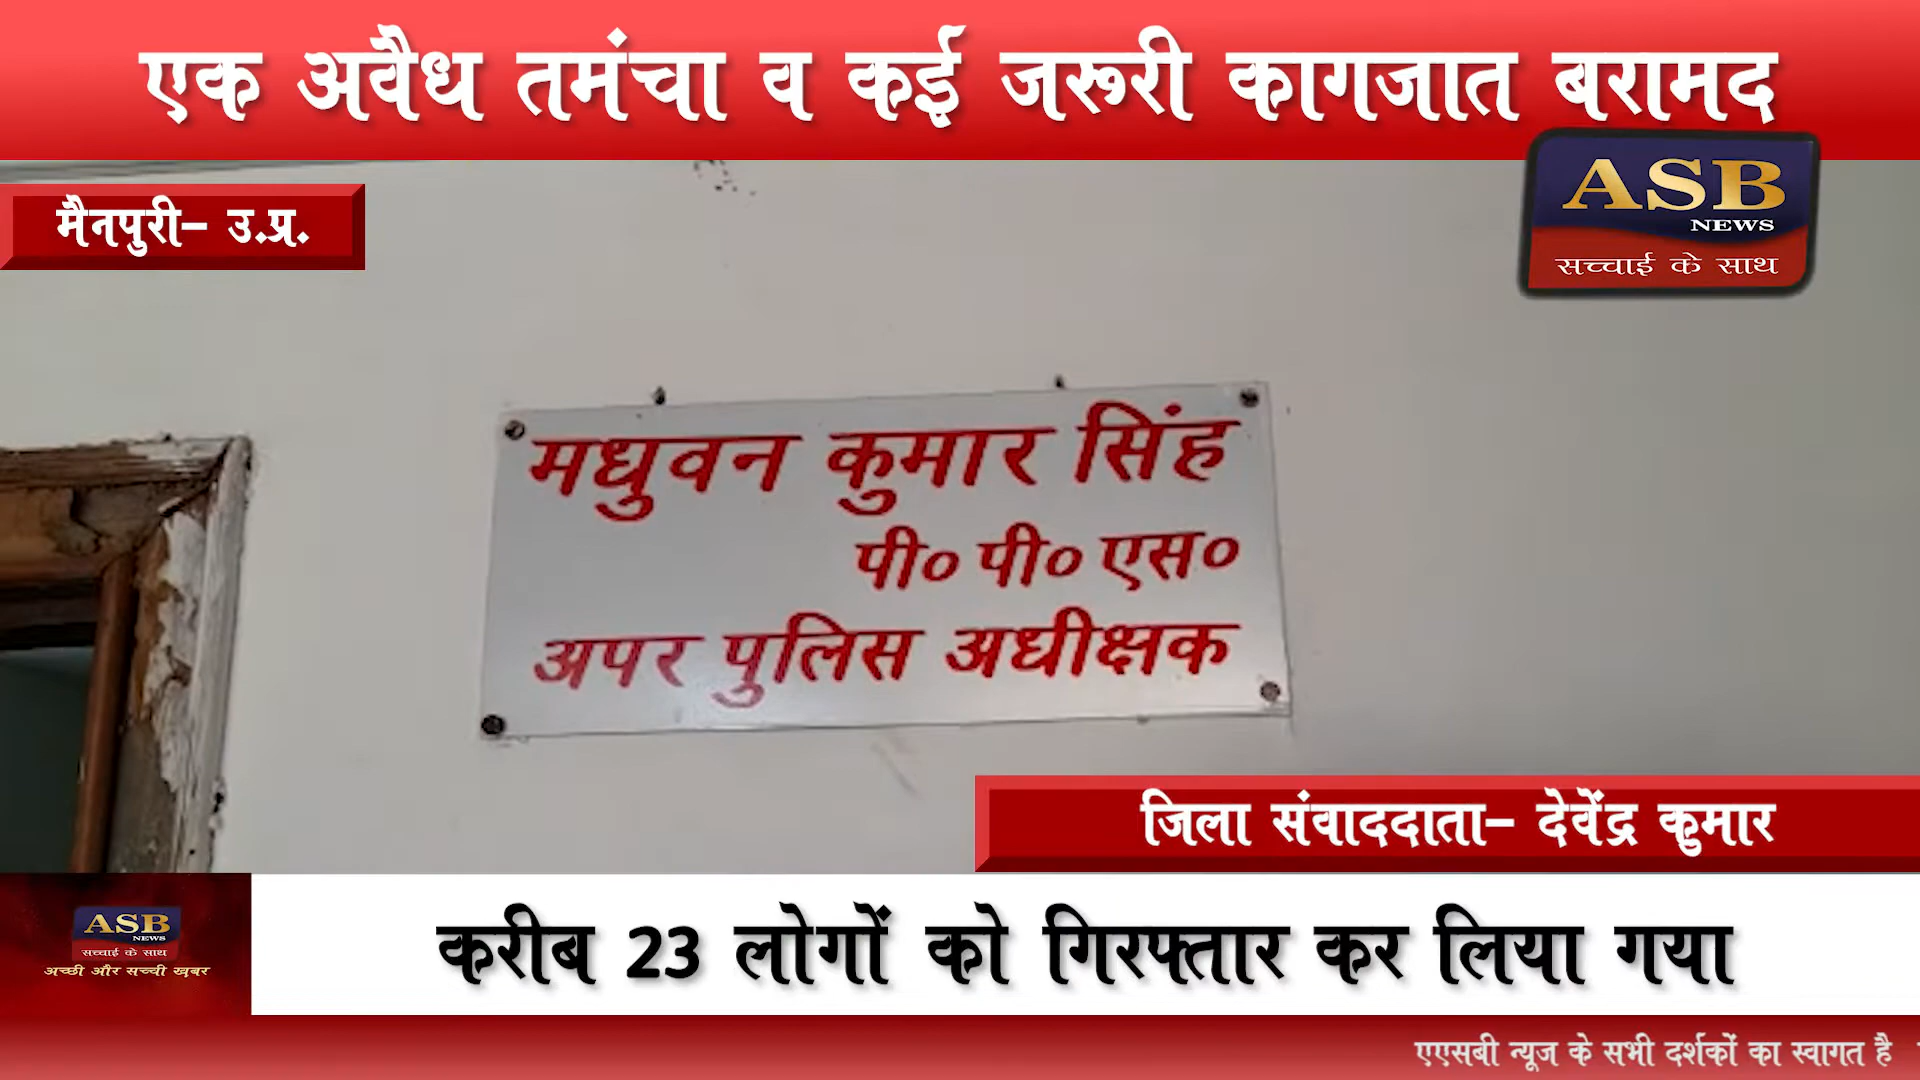 एक अवैध तमंचा व कई जरूरी कागजात बरामद
मैनपुरी- उ.प्र.
ASB
NEWS
सच्चाई के साथ
मधुवन कुमार सिंह
पी० पी० एस०
अपर पुलिस अधीक्षक
जिला संवाददाता- देवेंद्र कुमार
ASB
NEWS
सच्चाई के साथ
अच्छी और सच्ची ख़बर
करीब 23 लोगों को गिरफ्तार कर लिया गया
एएसबी न्यूज के सभी दर्शकों का स्वागत है